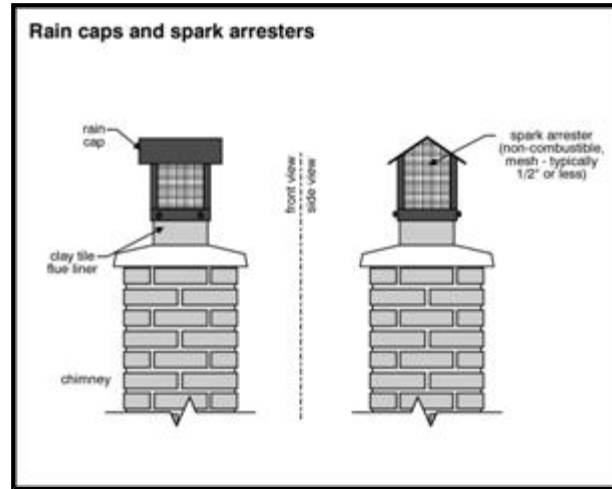 Rain caps and spark arresters
rain
cap
front view
side view
spark arrester
(non-combustible,
mesh - typically
1/2" or less)
clay tile
flue liner
chimney